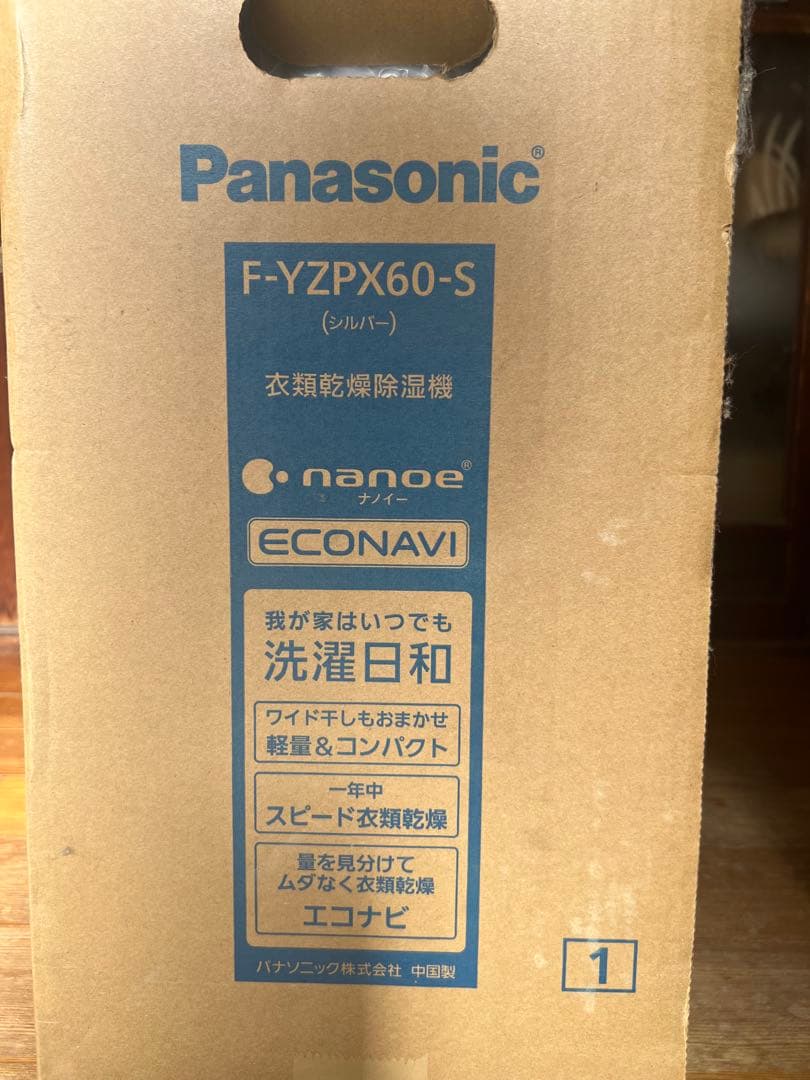 Panasonic®
F-YZPX60-S
(シルバー)
衣類乾燥除湿機
nanoe®
ナノイー
ECONAVI
我が家はいつでも
洗濯日和
ワイド干しもおまかせ
軽量&コンパクト
一年中
スピード衣類乾燥
量を見分けて
ムダなく衣類乾燥
エコナビ
パナソニック株式会社 中国製
1